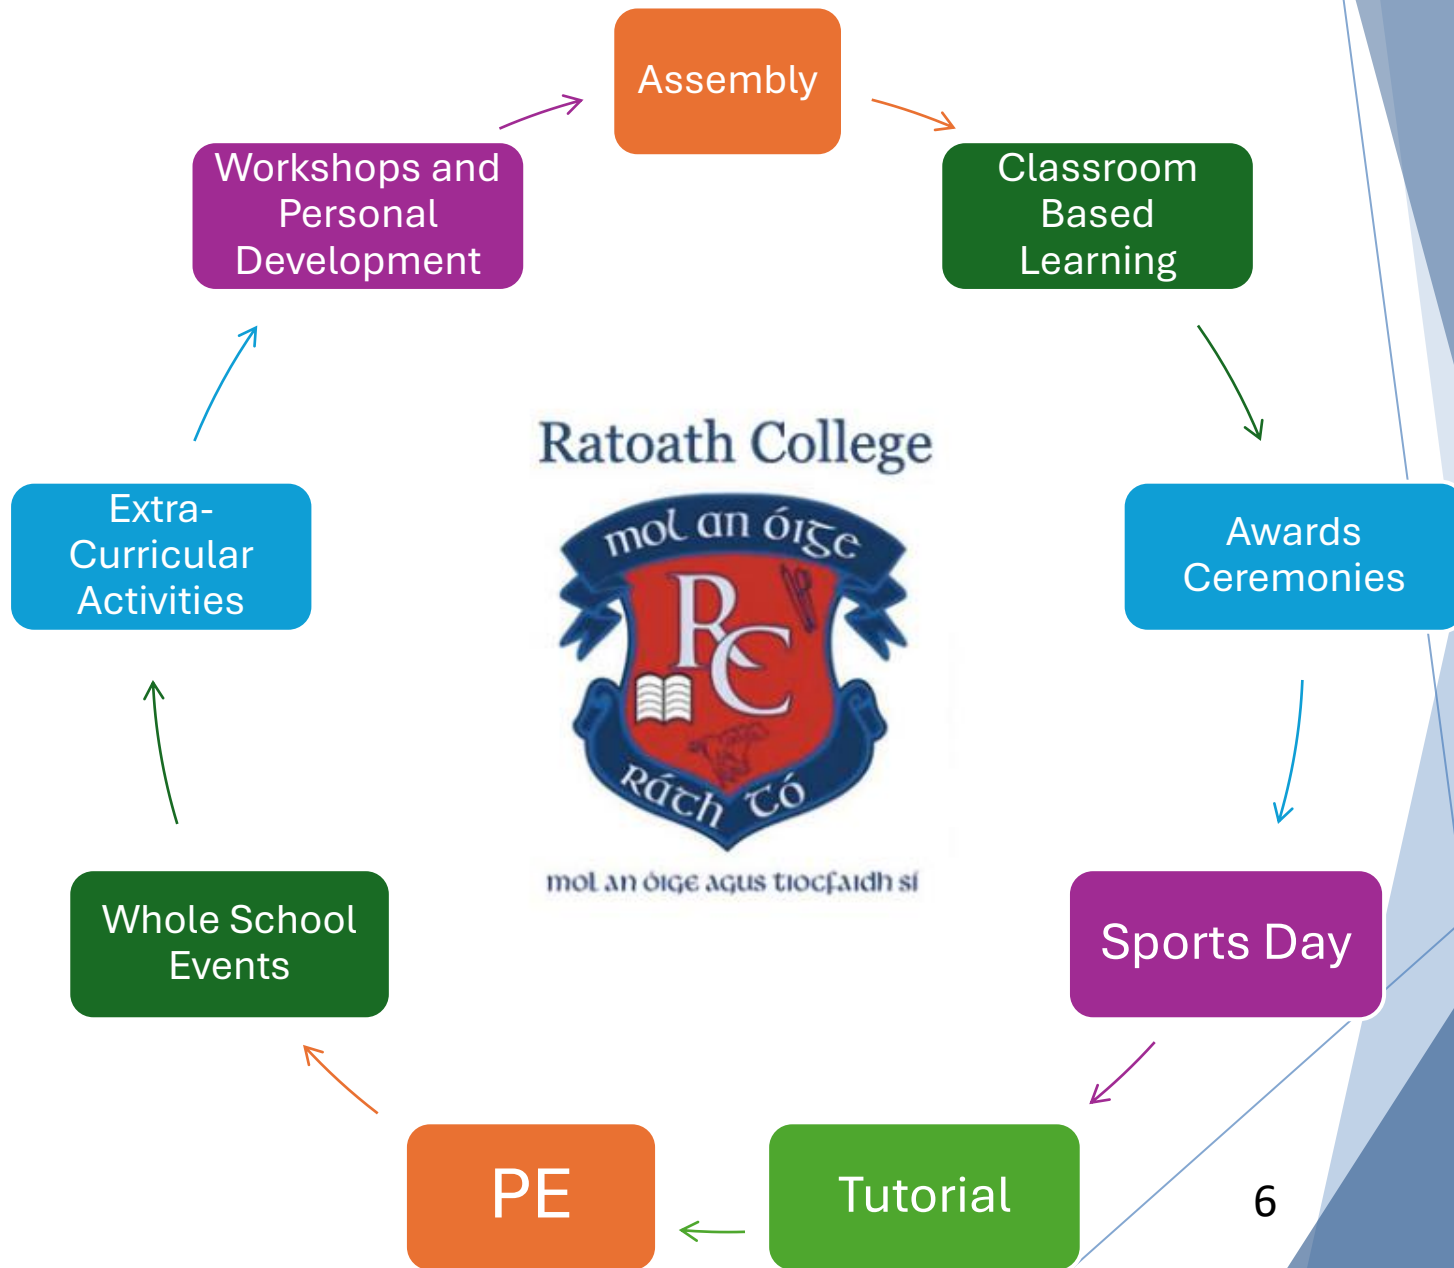 Assembly
Classroom
Based
Learning
Awards
Ceremonies
Sports Day
Tutorial
PE
Whole School
Events
Extra-
Curricular
Activities
Workshops and
Personal
Development
Ratoath College
mol an óige
RC
Ráth Tó
mol an óige agus tiocfaidh sí
6